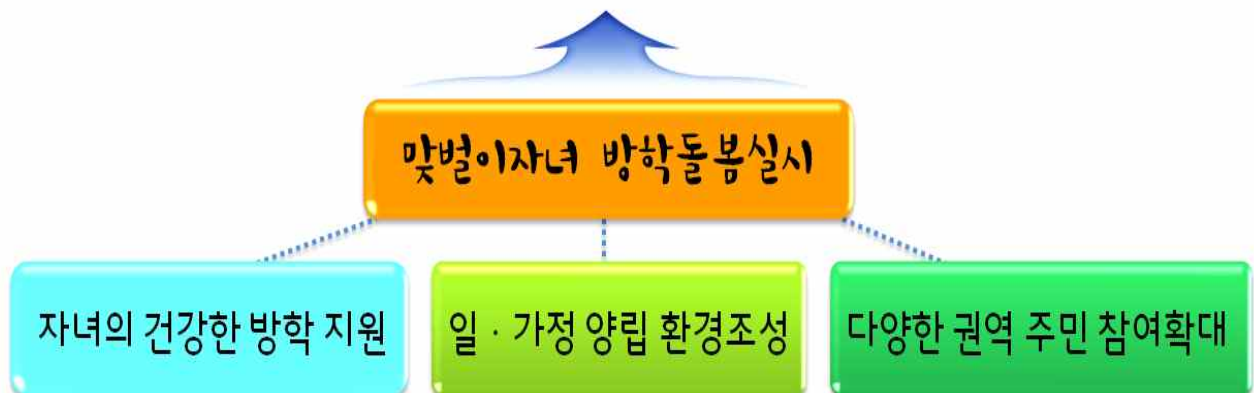 맞벌이자녀 방학돌봄실시
자녀의 건강한 방학 지원
일 · 가정 양립 환경조성
다양한 권역 주민 참여확대